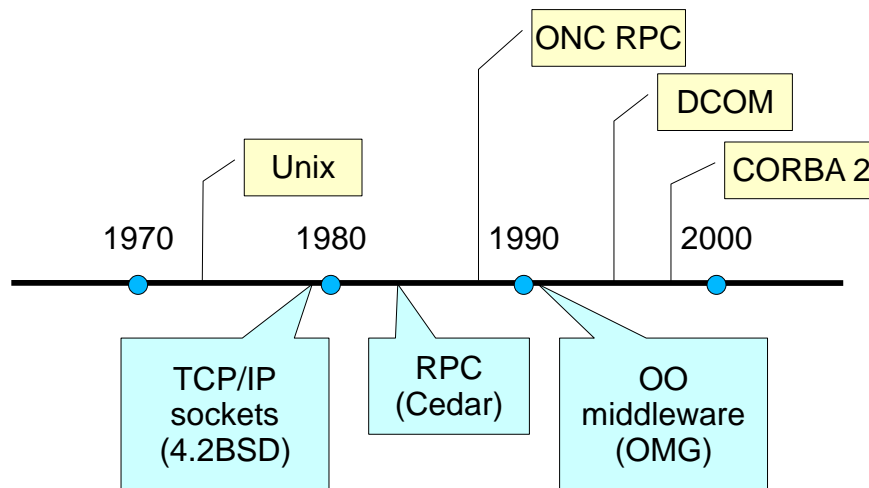 ONC RPC
DCOM
Unix
CORBA 2
1970 1980 1990 2000
TCP/IP
sockets
(4.2BSD)
RPC
(Cedar)
OO
middleware
(OMG)